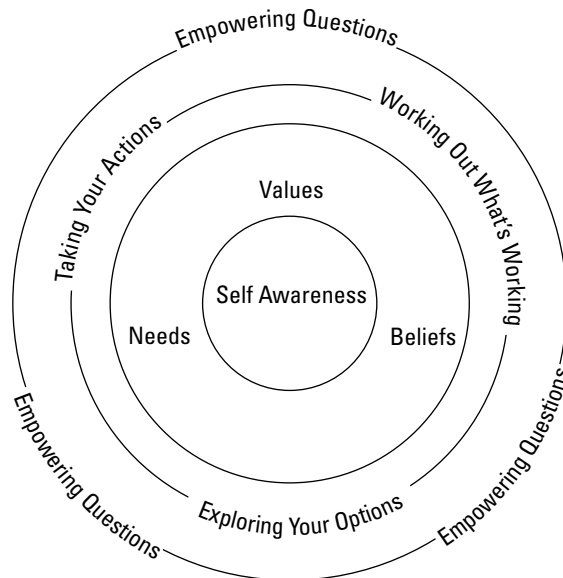 Empowering Questions
Working Out What's Working
Taking Your Actions
Values
Self Awareness
Needs
Beliefs
Empowering Questions
Empowering Questions
Exploring Your Options